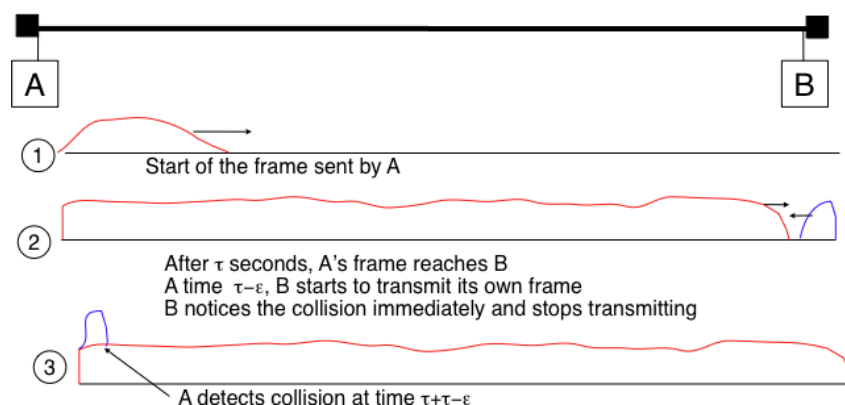 A
B
1
Start of the frame sent by A
2
After τ seconds, A's frame reaches B
A time τ−ε, B starts to transmit its own frame
B notices the collision immediately and stops transmitting
3
A detects collision at time τ+τ−ε